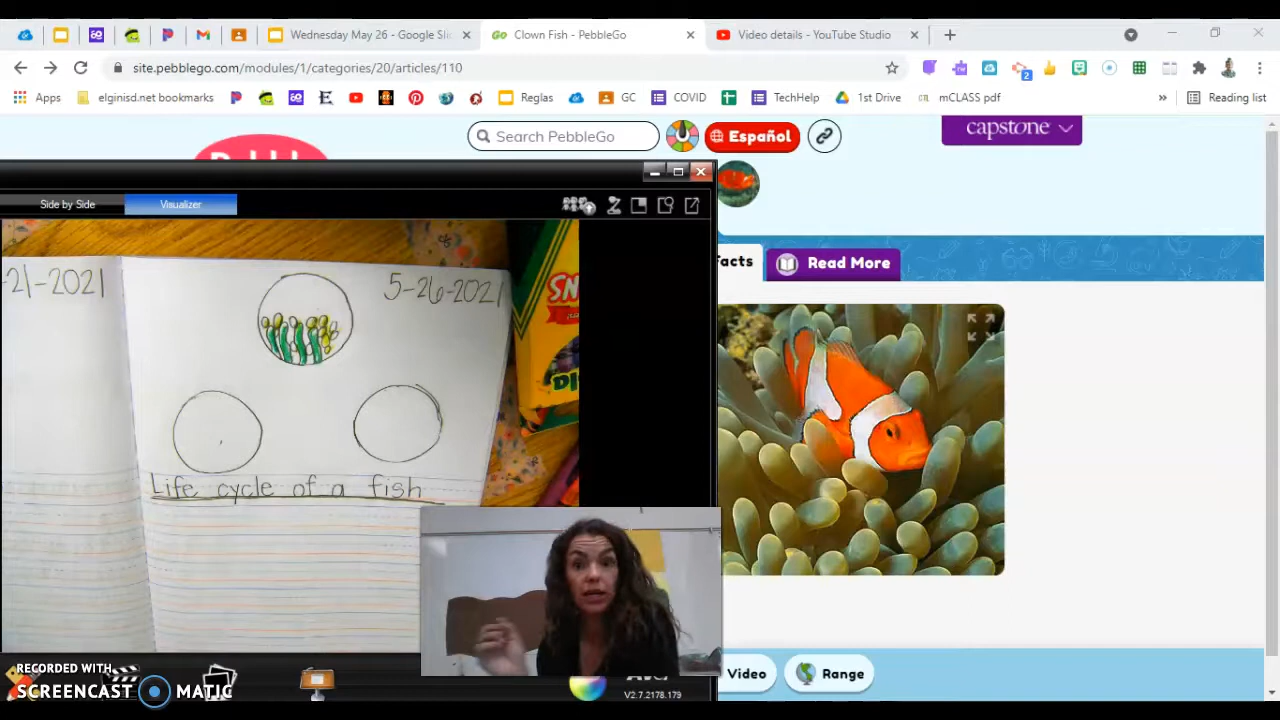 Wednesday May 26 - Google Slid
Clown Fish - PebbleGo
Video details - YouTube Studio
site.pebblego.com/modules/1/categories/20/articles/110
2
Apps
elginisd.net bookmarks
Reglas
GC
COVID
TechHelp
1st Drive
mCLASS pdf
Reading list
Search PebbleGo
Español
capstone
Side by Side
Visualizer
Facts
Read More
-21-2021
5-26-2021
Life cycle of a fish
Video
Range
RECORDED WITH
SCREENCAST MATIC
V2.7.2178.179